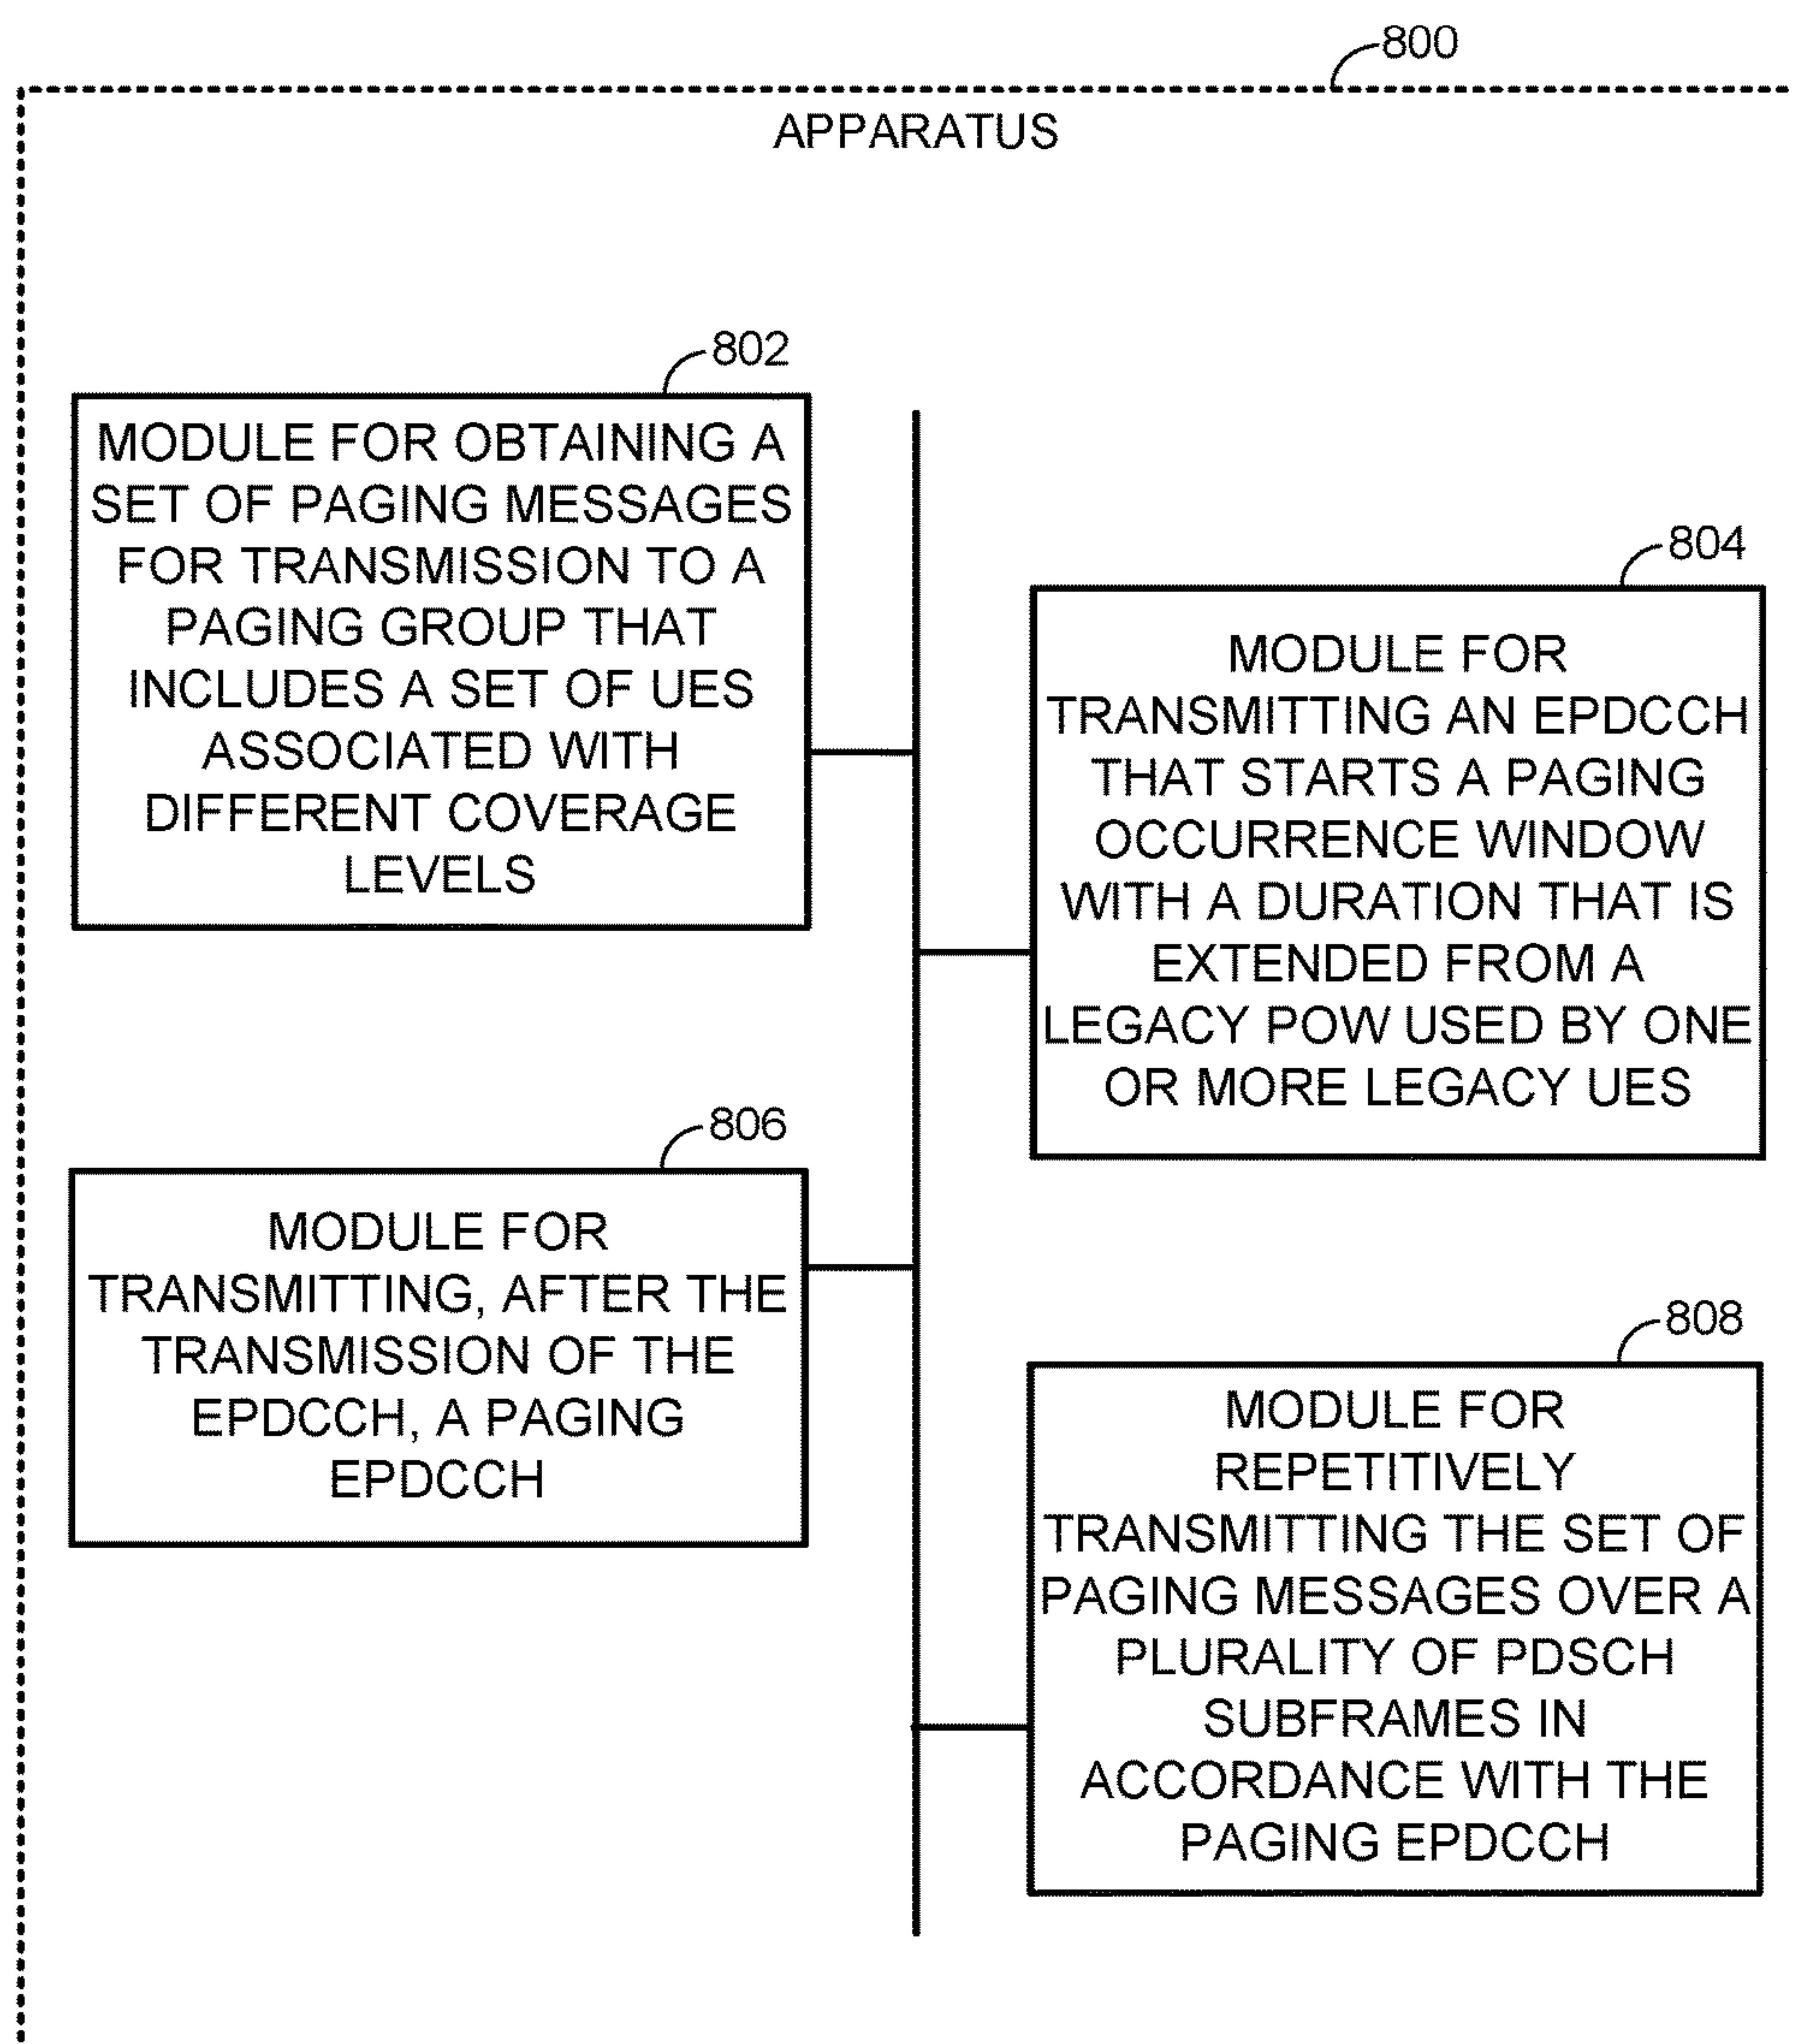 800
APPARATUS
802
MODULE FOR OBTAINING A
SET OF PAGING MESSAGES
FOR TRANSMISSION TO A
PAGING GROUP THAT
INCLUDES A SET OF UES
ASSOCIATED WITH
DIFFERENT COVERAGE
LEVELS
804
MODULE FOR
TRANSMITTING AN EPDCCH
THAT STARTS A PAGING
OCCURRENCE WINDOW
WITH A DURATION THAT IS
EXTENDED FROM A
LEGACY POW USED BY ONE
OR MORE LEGACY UES
806
MODULE FOR
TRANSMITTING, AFTER THE
TRANSMISSION OF THE
EPDCCH, A PAGING
EPDCCH
808
MODULE FOR
REPETITIVELY
TRANSMITTING THE SET OF
PAGING MESSAGES OVER A
PLURALITY OF PDSCH
SUBFRAMES IN
ACCORDANCE WITH THE
PAGING EPDCCH